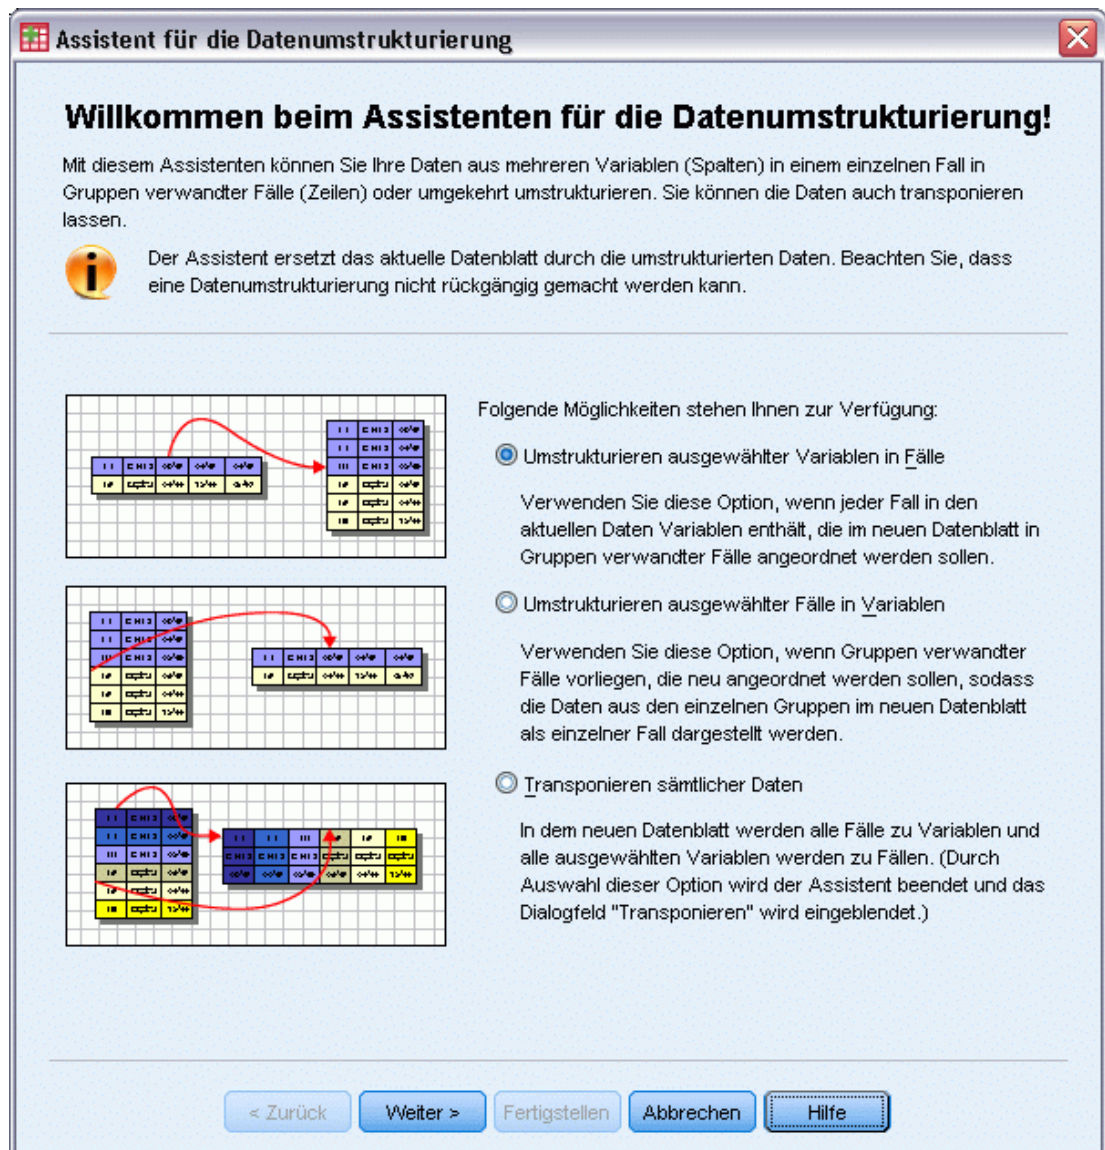 Assistent für die Datenumstrukturierung
Willkommen beim Assistenten für die Datenumstrukturierung!
Mit diesem Assistenten können Sie Ihre Daten aus mehreren Variablen (Spalten) in einem einzelnen Fall in
Gruppen verwandter Fälle (Zeilen) oder umgekehrt umstrukturieren. Sie können die Daten auch transponieren
lassen.
Der Assistent ersetzt das aktuelle Datenblatt durch die umstrukturierten Daten. Beachten Sie, dass
eine Datenumstrukturierung nicht rückgängig gemacht werden kann.
Folgende Möglichkeiten stehen Ihnen zur Verfügung:
Umstrukturieren ausgewählter Variablen in Fälle
Verwenden Sie diese Option, wenn jeder Fall in den
aktuellen Daten Variablen enthält, die im neuen Datenblatt in
Gruppen verwandter Fälle angeordnet werden sollen.
Umstrukturieren ausgewählter Fälle in Variablen
Verwenden Sie diese Option, wenn Gruppen verwandter
Fälle vorliegen, die neu angeordnet werden sollen, sodass
die Daten aus den einzelnen Gruppen im neuen Datenblatt
als einzelner Fall dargestellt werden.
Transponieren sämtlicher Daten
In dem neuen Datenblatt werden alle Fälle zu Variablen und
alle ausgewählten Variablen werden zu Fällen. (Durch
Auswahl dieser Option wird der Assistent beendet und das
Dialogfeld "Transponieren" wird eingeblendet.)
< Zurück
Weiter >
Fertigstellen
Abbrechen
Hilfe